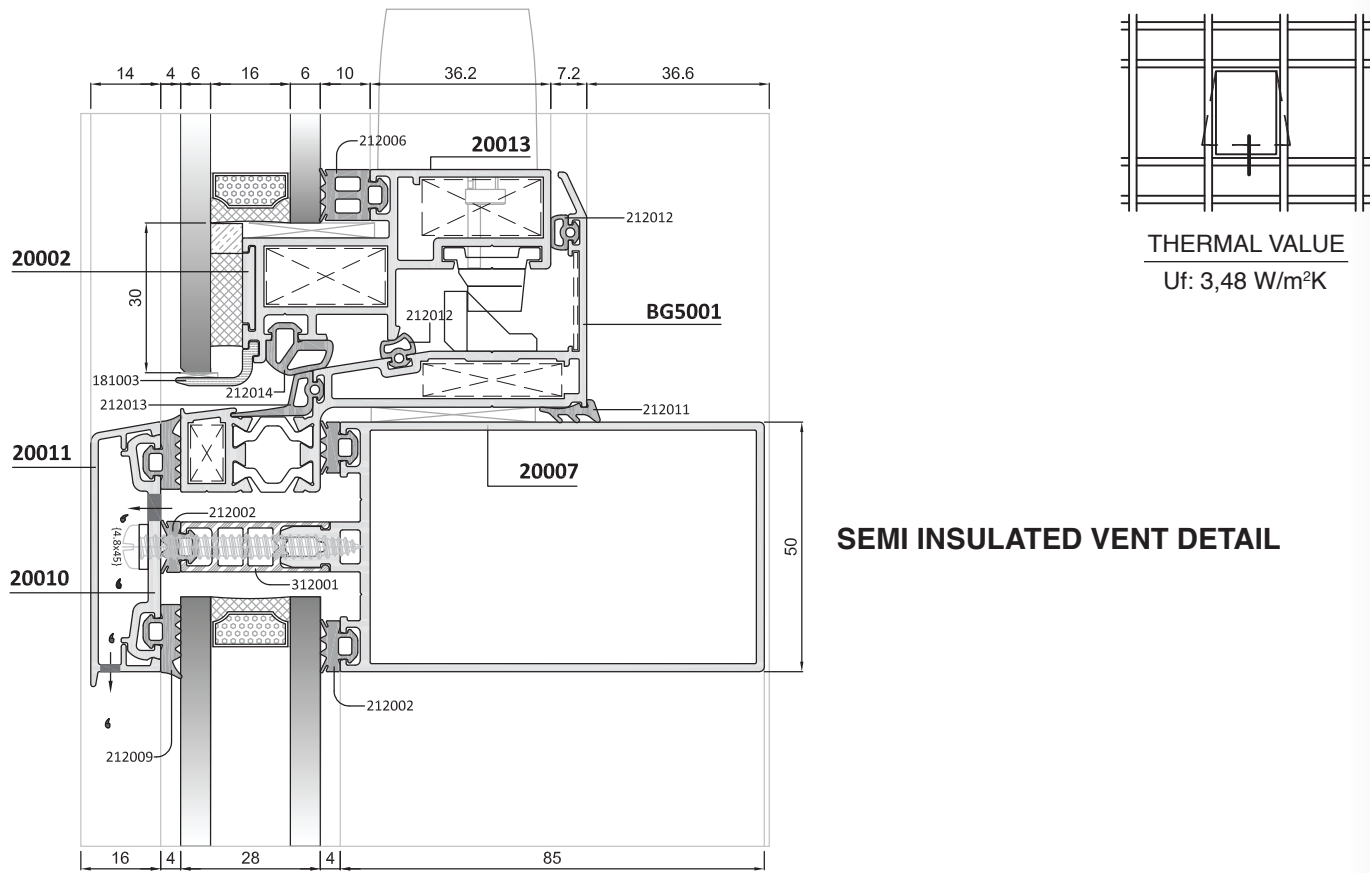 14 4 6 16 6 10 36.2 7.2 36.6
212006
20013
212012
THERMAL VALUE
Uf: 3,48 W/m²K
20002
30
BG5001
212012
181003
212014
212013
212011
20011
20007
212002
{4.8x45}
50
SEMI INSULATED VENT DETAIL
20010
312001
212002
212009
16 4 28 4 85